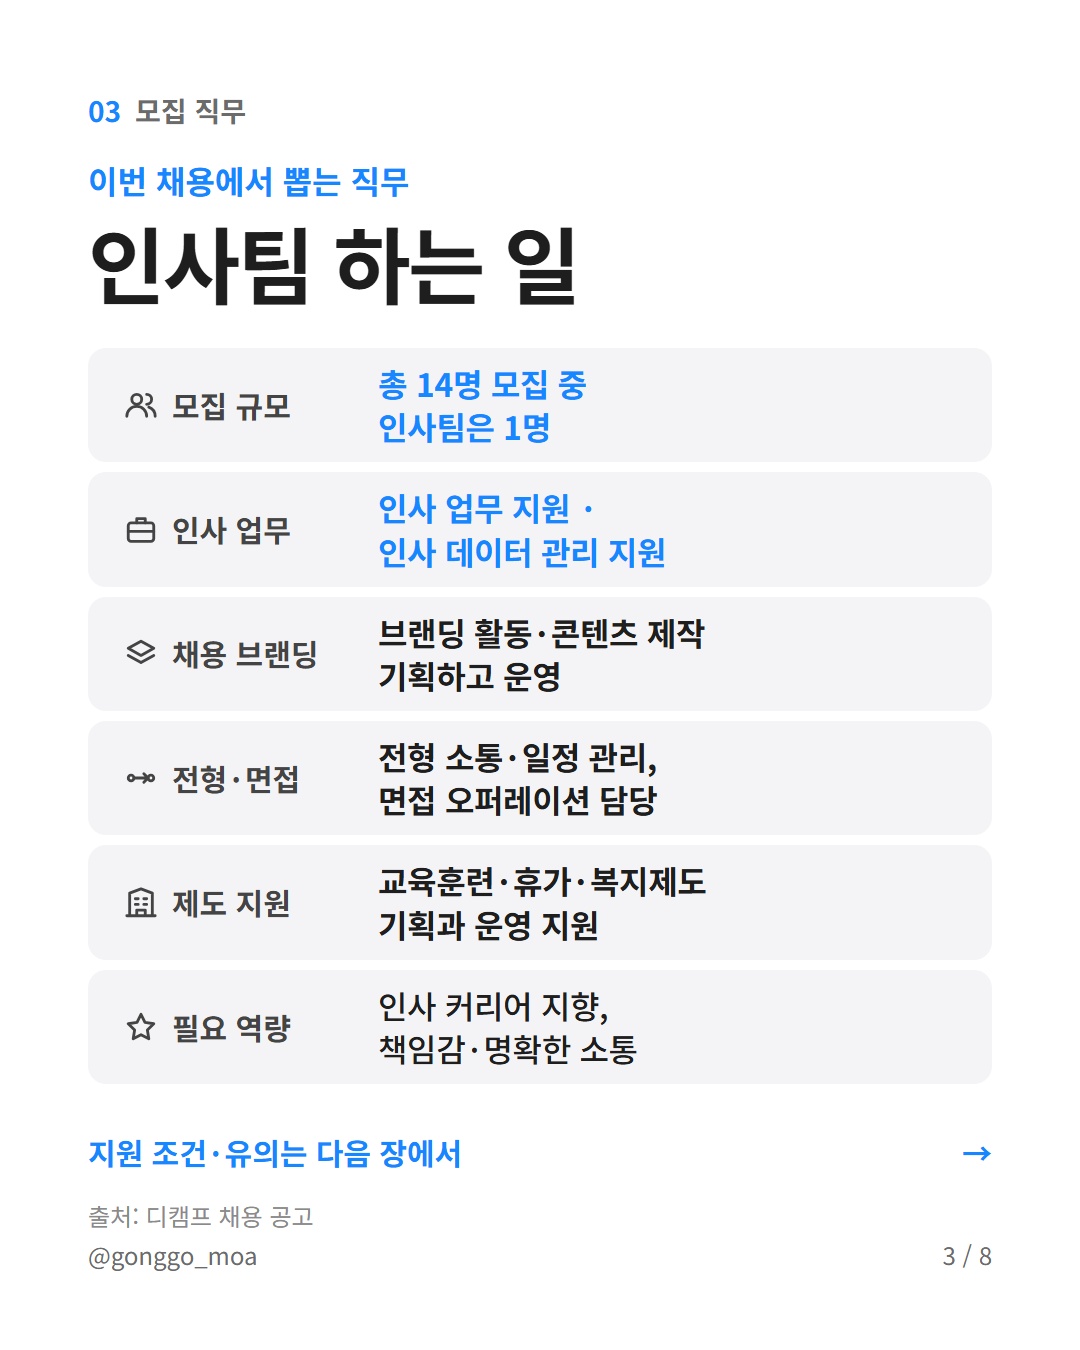 03 모집 직무
이번 채용에서 뽑는 직무
인사팀 하는 일
모집 규모
총 14명 모집 중
인사팀은 1명
인사 업무
인사 업무 지원 ·
인사 데이터 관리 지원
채용 브랜딩
브랜딩 활동·콘텐츠 제작
기획하고 운영
전형·면접
전형 소통·일정 관리,
면접 오퍼레이션 담당
제도 지원
교육훈련·휴가·복지제도
기획과 운영 지원
필요 역량
인사 커리어 지향,
책임감·명확한 소통
지원 조건·유의는 다음 장에서 →
출처: 디캠프 채용 공고
@gonggo_moa
3 / 8